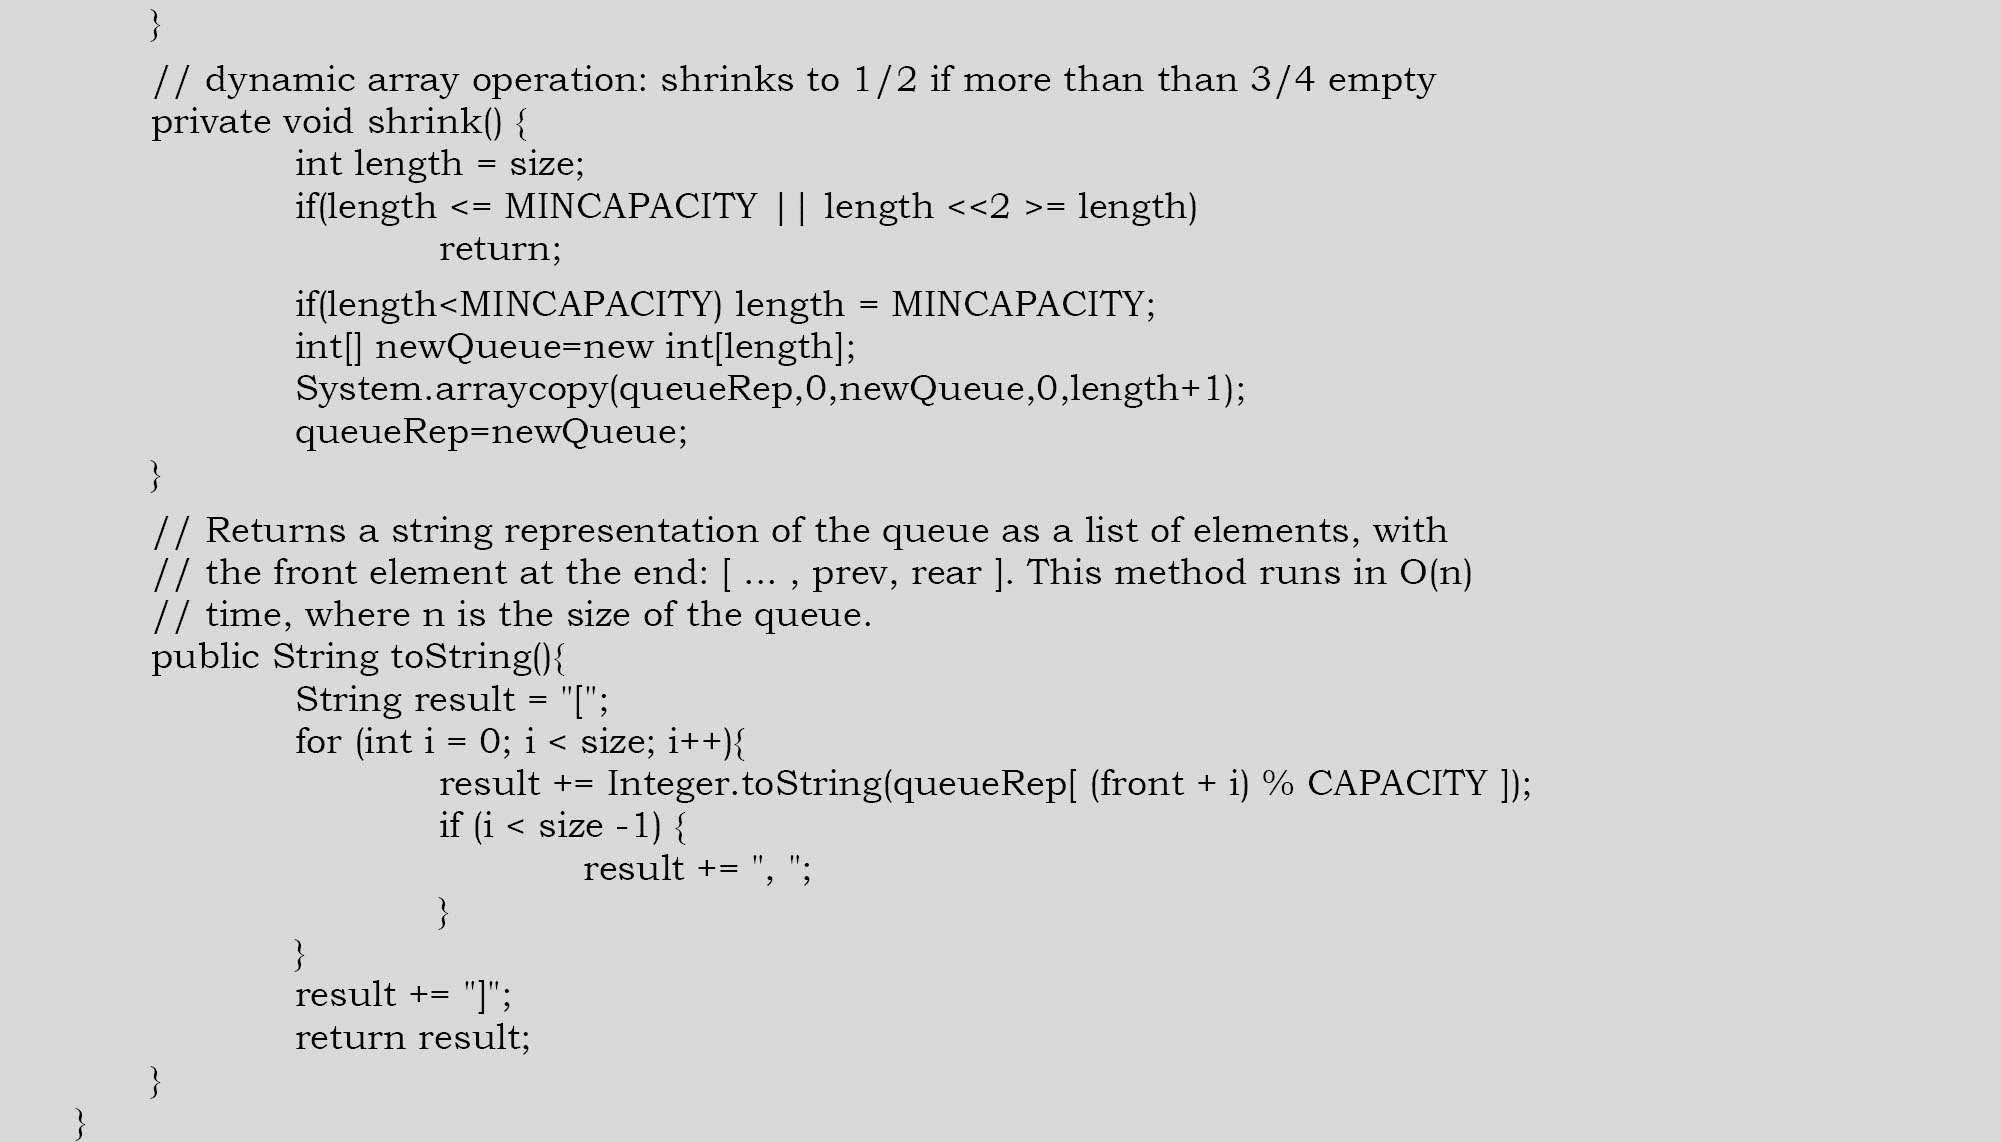 }
// dynamic array operation: shrinks to 1/2 if more than than 3/4 empty
private void shrink() {
int length = size;
if(length <= MINCAPACITY || length <<2 >= length)
return;
if(length<MINCAPACITY) length = MINCAPACITY;
int[] newQueue=new int[length];
System.arraycopy(queueRep,0,newQueue,0,length+1);
queueRep=newQueue;
}
// Returns a string representation of the queue as a list of elements, with
// the front element at the end: [ ... , prev, rear ]. This method runs in O(n)
// time, where n is the size of the queue.
public String toString(){
String result = "[";
for (int i = 0; i < size; i++){
result += Integer.toString(queueRep[ (front + i) % CAPACITY ]);
if (i < size -1) {
result += ", ";
}
}
result += "]";
return result;
}
}